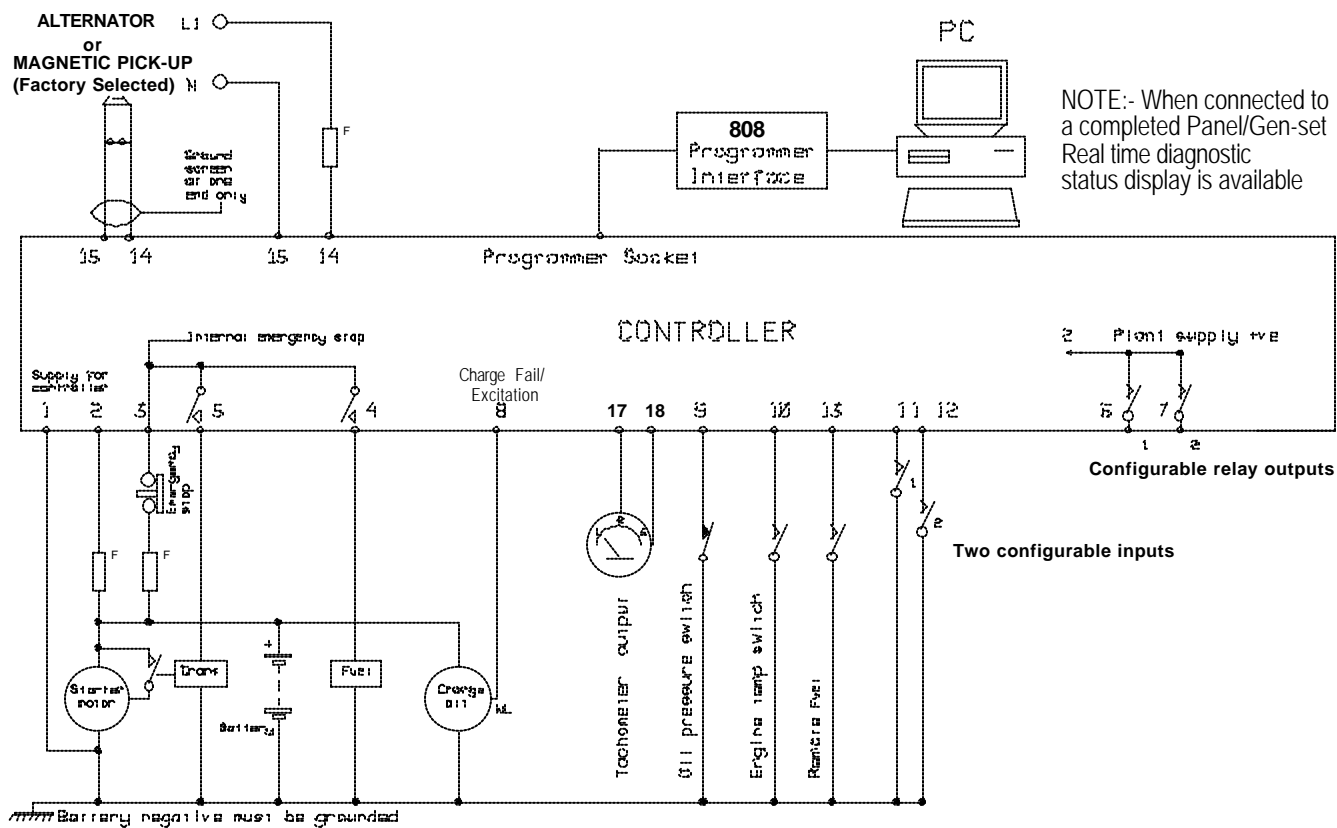 ALTERNATOR
or
MAGNETIC PICK-UP
(Factory Selected)
L1
N
F
Ground
screen
at one
end only
808
Programmer
Interface
PC
NOTE:- When connected to
a completed Panel/Gen-set
Real time diagnostic
status display is available
15 14 15 14
Programmer Socket
CONTROLLER
Internal emergency stop
2 Plant supply +ve
Supply for
controller
Charge Fail/
Excitation
1 2 3 5 4 8 17 18 9 10 13 11 12 6 7
1 2
Configurable relay outputs
Emergency
stop
F F
1
2
Two configurable inputs
Tachometer output
Oil pressure switch
Engine temp switch
Remote Fuel
Starter
motor
+
Battery
Fuel
Charge
WL
Battery negative must be grounded